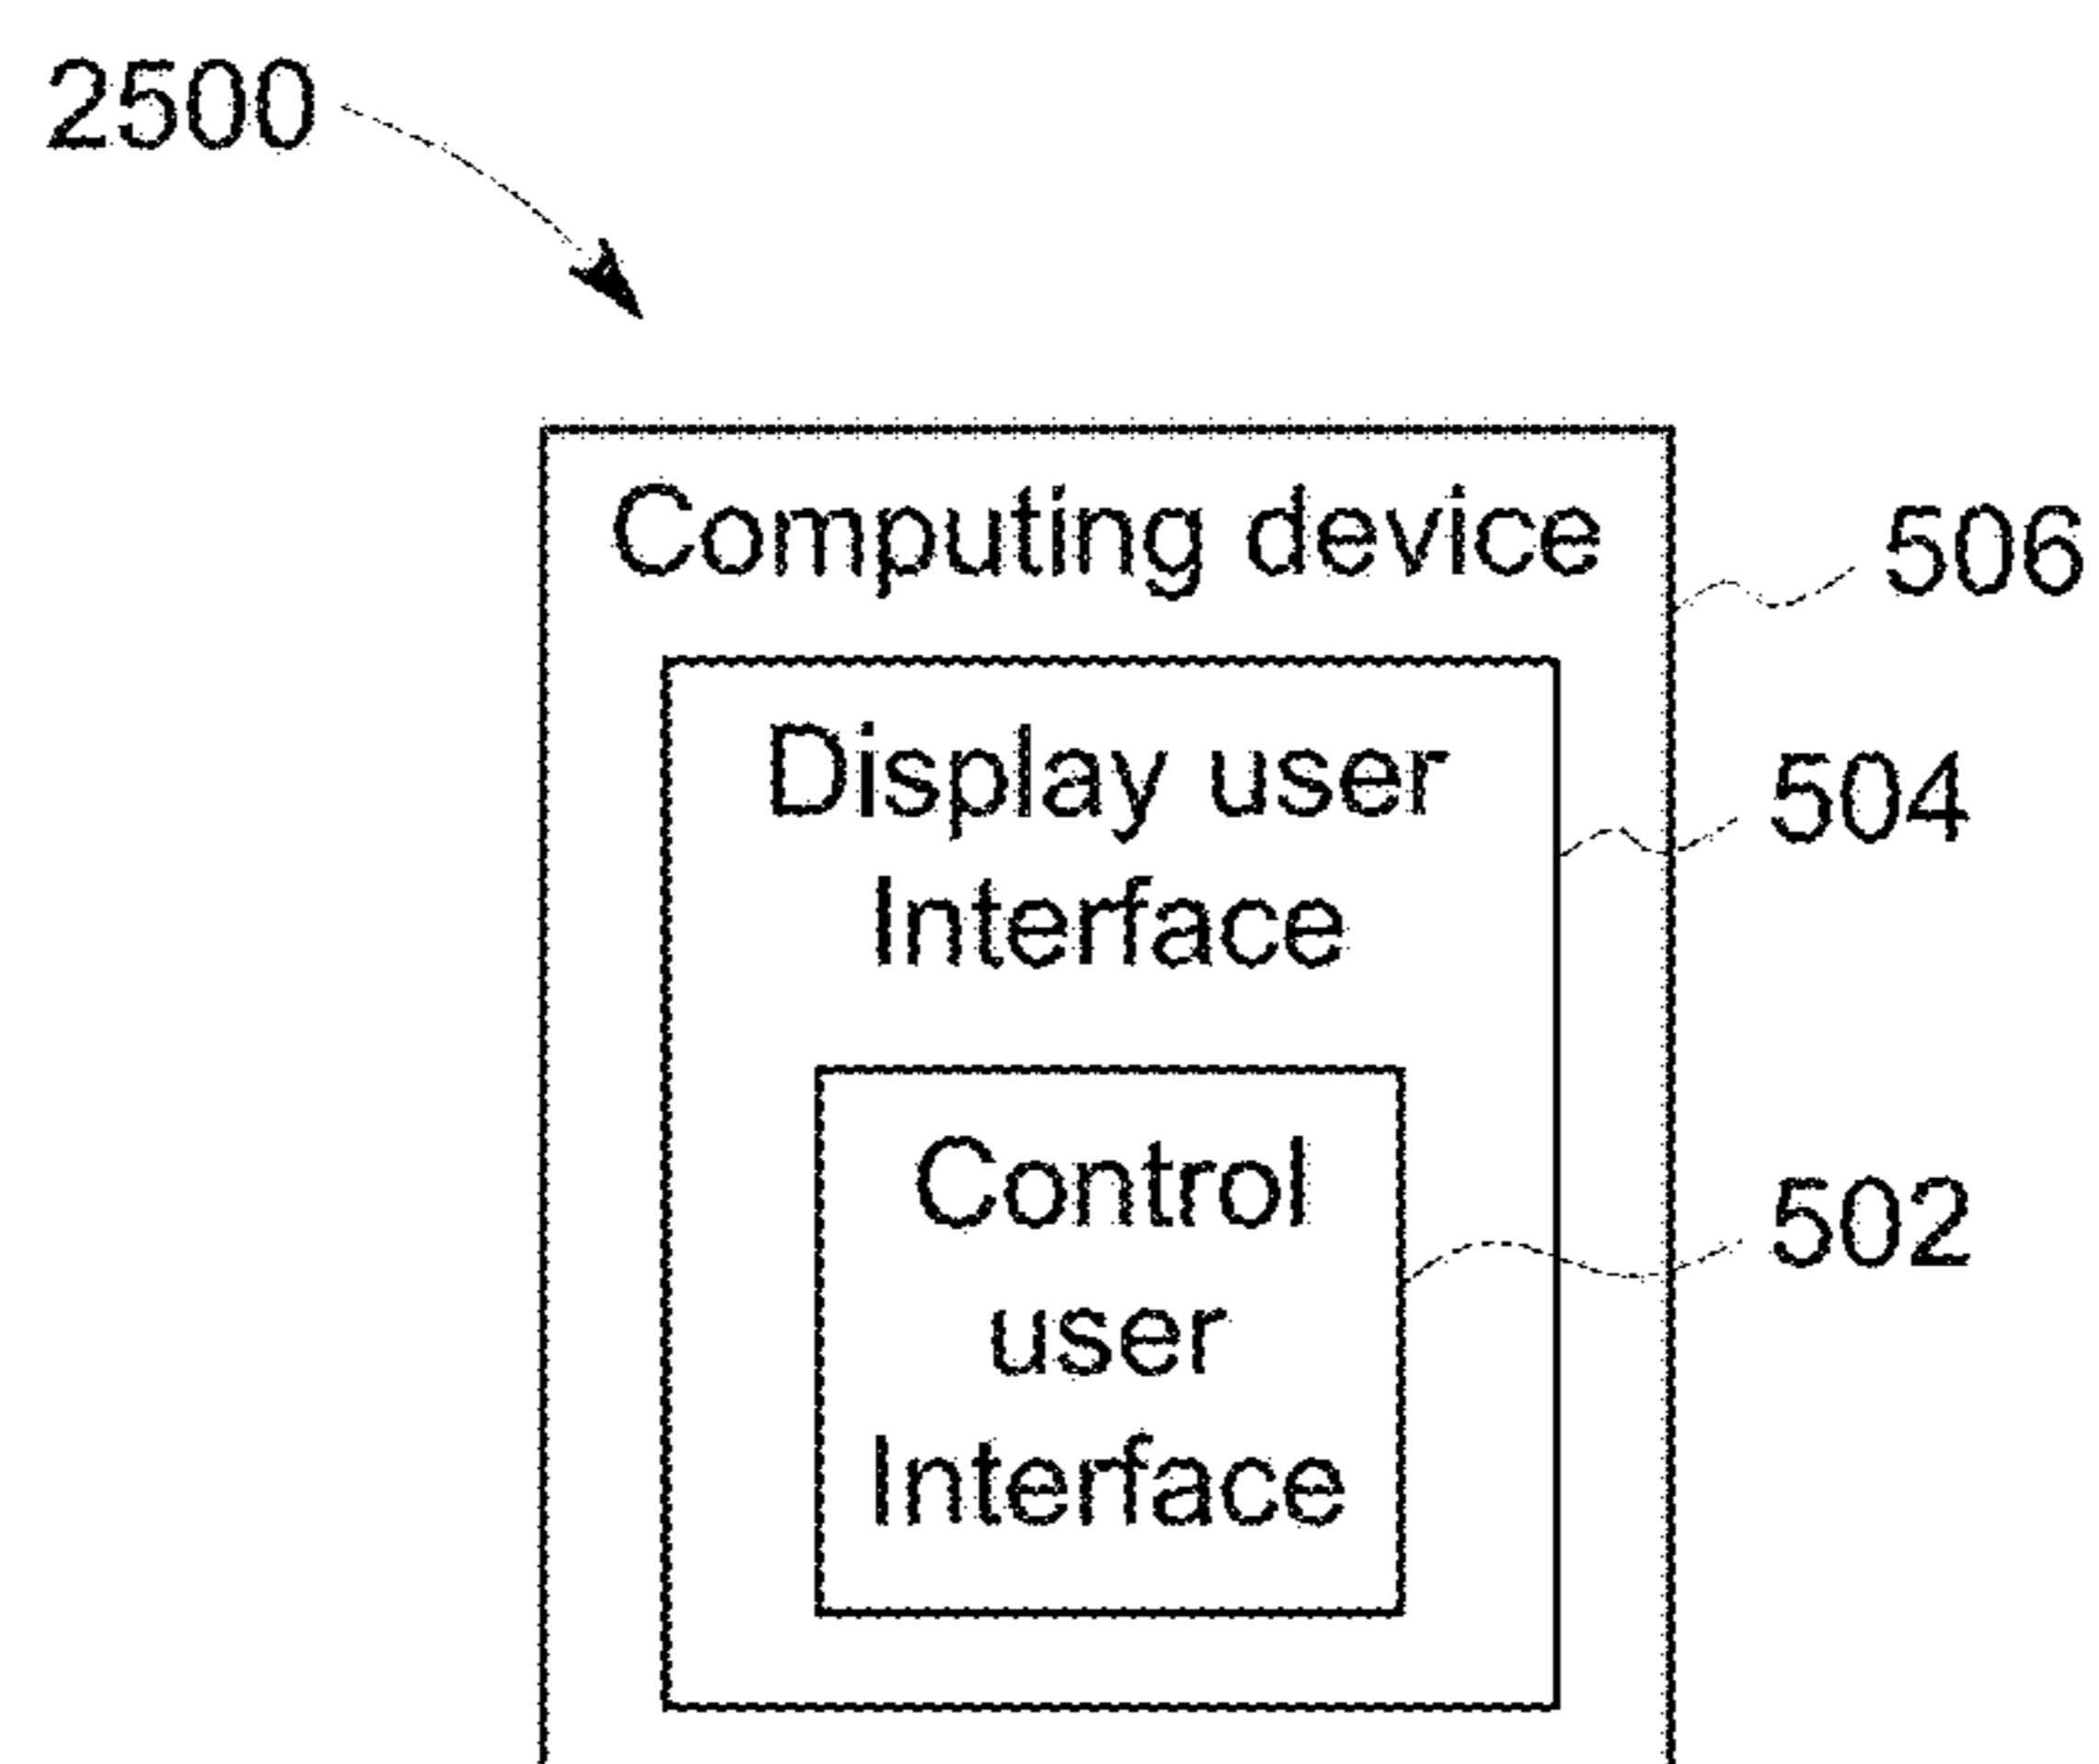 2500
Computing device
506
Display user
Interface
504
Control
user
Interface
502